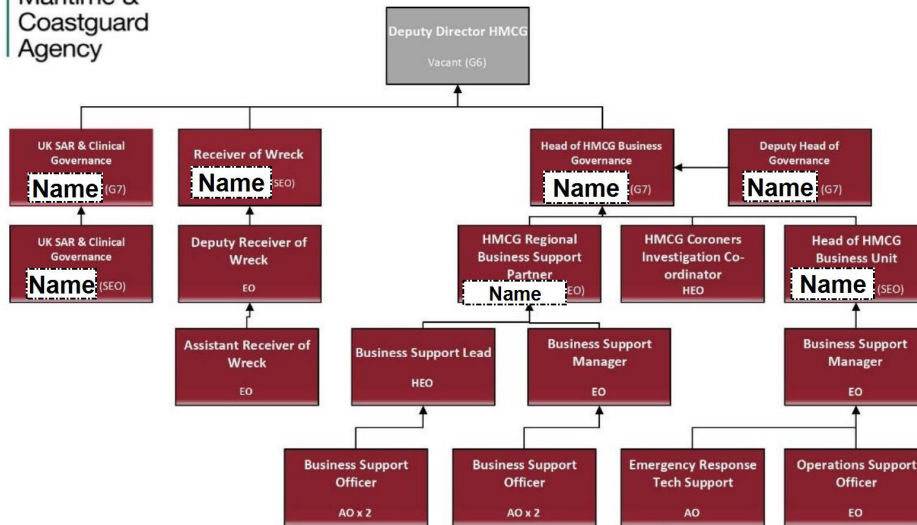 Maritime &
Coastguard
Agency
Deputy Director HMCG
Vacant (G6)
UK SAR & Clinical
Governance
Name (G7)
Receiver of Wreck
Name (SEO)
Head of HMCG Business
Governance
Name (G7)
Deputy Head of
Governance
Name (G7)
UK SAR & Clinical
Governance
Name (SEO)
Deputy Receiver of
Wreck
EO
HMCG Regional
Business Support
Partner
Name EO)
HMCG Coroners
Investigation Co-
ordinator
HEO
Head of HMCG
Business Unit
Name (SEO)
Assistant Receiver of
Wreck
EO
Business Support Lead
HEO
Business Support
Manager
EO
Business Support
Manager
EO
Business Support
Officer
AO x 2
Business Support
Officer
AO x 2
Emergency Response
Tech Support
AO
Operations Support
Officer
EO